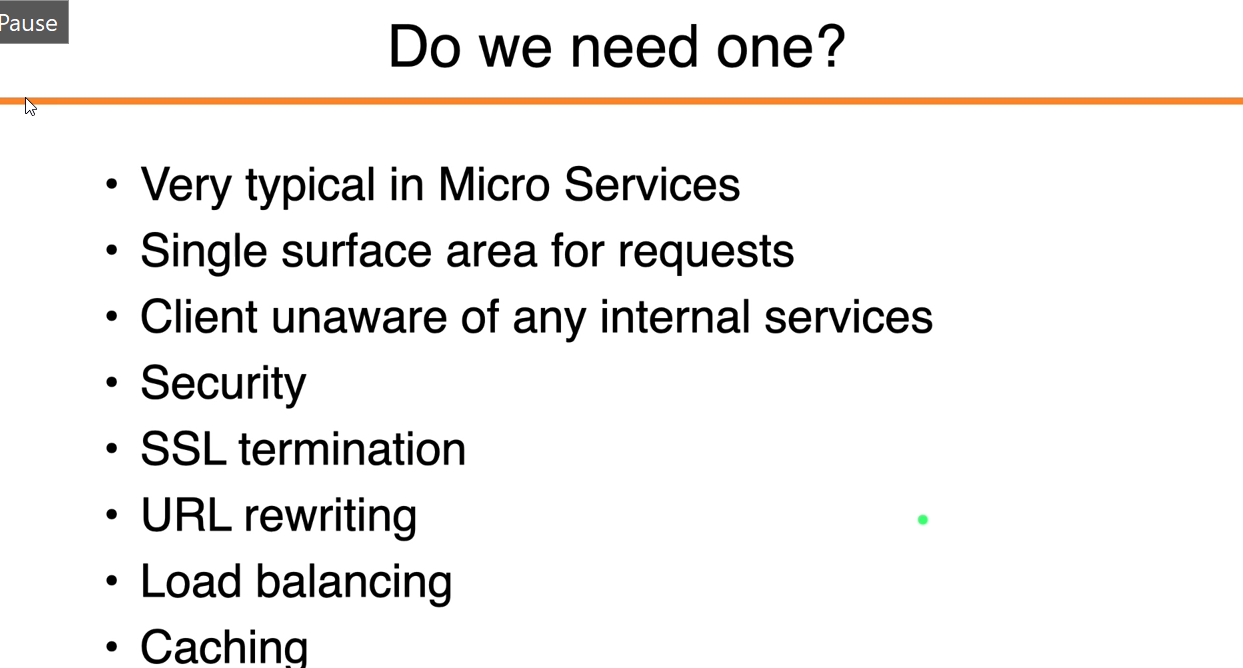 Pause
Do we need one?
• Very typical in Micro Services
• Single surface area for requests
• Client unaware of any internal services
• Security
• SSL termination
• URL rewriting
• Load balancing
• Caching